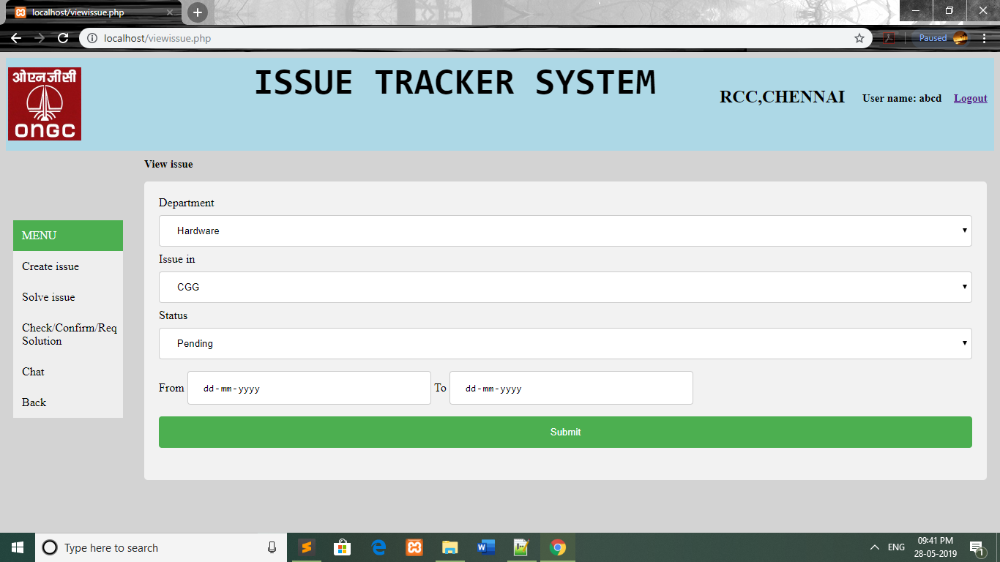 localhost/viewissue.php
localhost/viewissue.php
Paused
ओएनजीसी
ONGC
ISSUE TRACKER SYSTEM
RCC,CHENNAI
User name: abcd
Logout
View issue
MENU
Create issue
Solve issue
Check/Confirm/Req
Solution
Chat
Back
Department
Hardware
Issue in
CGG
Status
Pending
From dd-mm-yyyy To dd-mm-yyyy
Submit
Type here to search
ENG
09:41 PM
28-05-2019
1